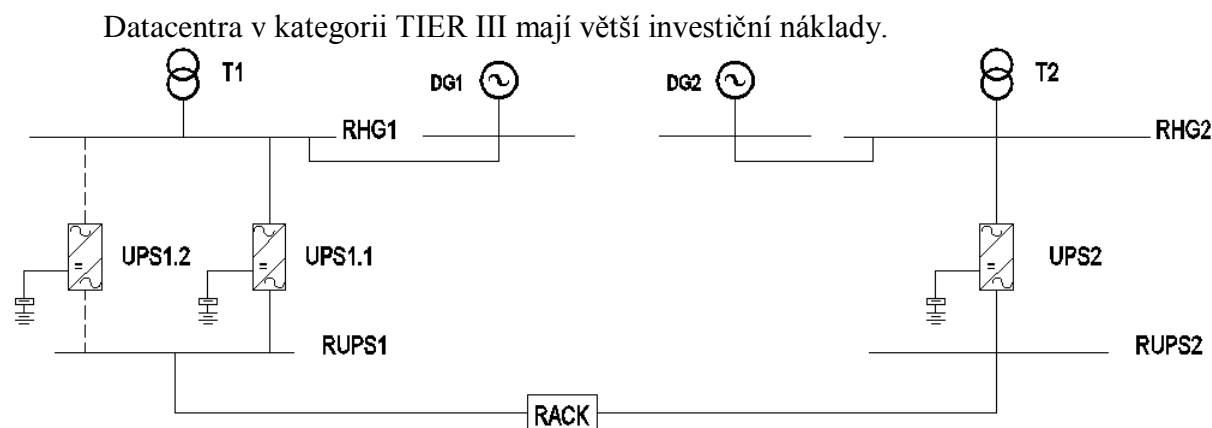 Datacentra v kategorii TIER III mají větší investiční náklady.
T1
DG1
DG2
T2
RHG1
RHG2
UPS1.2
UPS1.1
UPS2
RUPS1
RUPS2
RACK